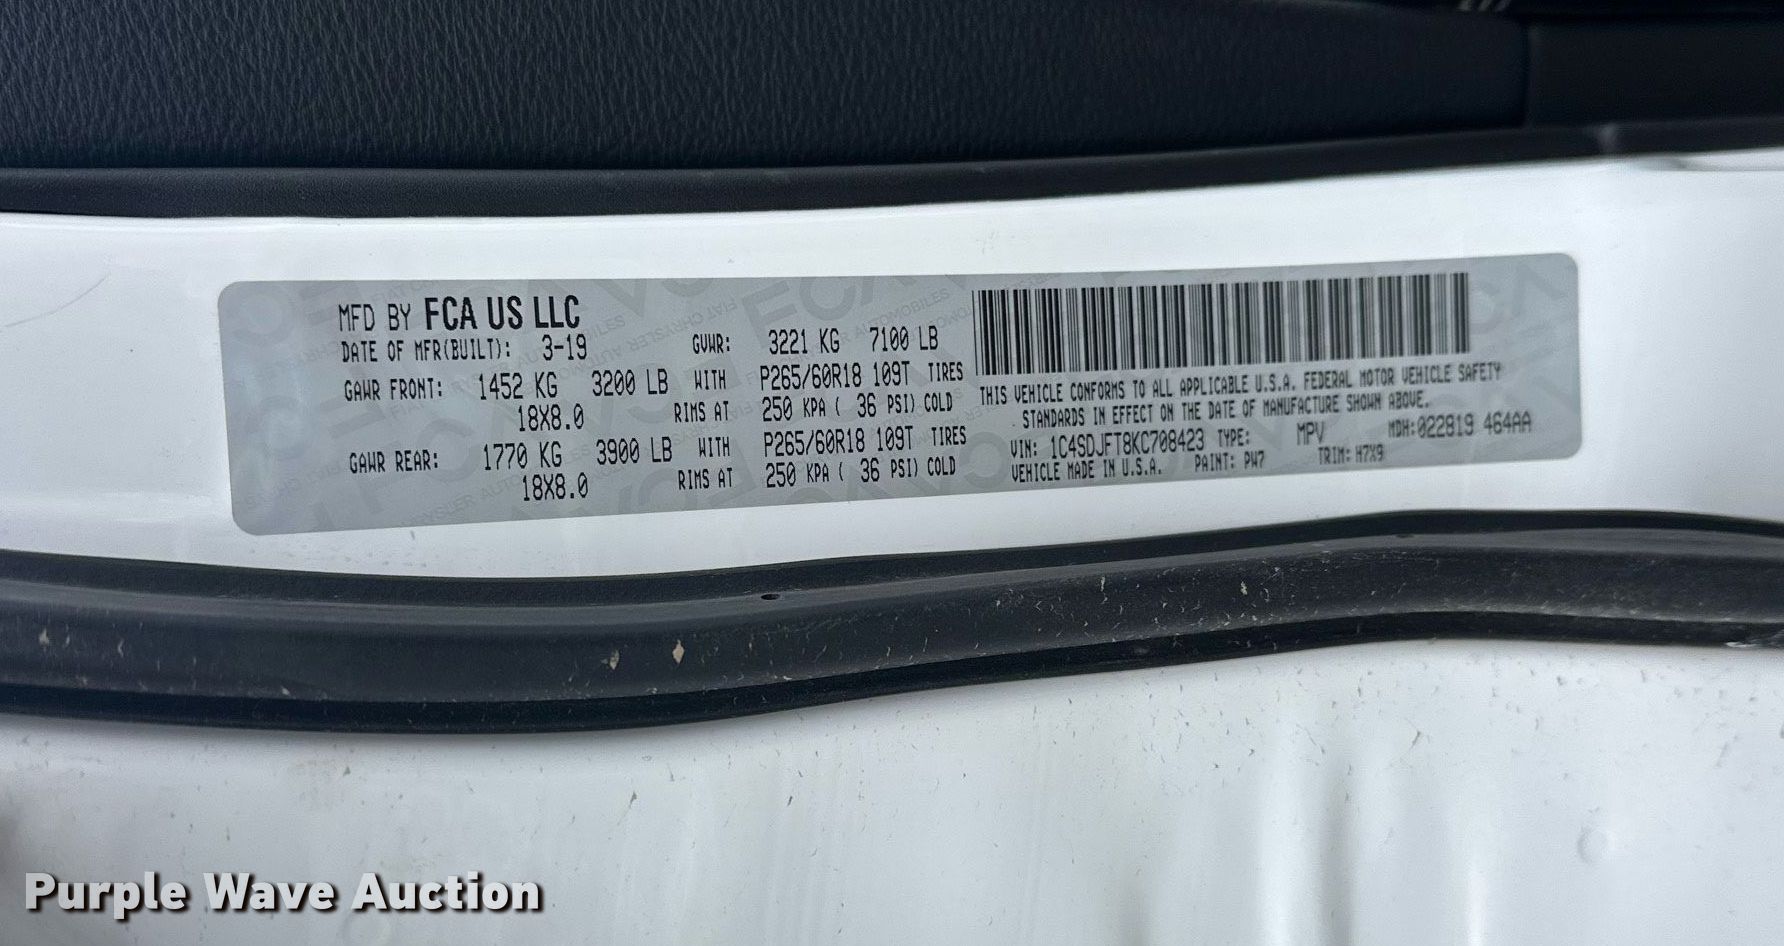 MFD BY FCA US LLC
DATE OF MFR(BUILT): 3-19 GVWR: 3221 KG 7100 LB
GAWR FRONT: 1452 KG 3200 LB WITH P265/60R18 109T TIRES
18X8.0 RIMS AT 250 KPA ( 36 PSI) COLD
GAWR REAR: 1770 KG 3900 LB WITH P265/60R18 109T TIRES
18X8.0 RIMS AT 250 KPA ( 36 PSI) COLD
THIS VEHICLE CONFORMS TO ALL APPLICABLE U.S.A. FEDERAL MOTOR VEHICLE SAFETY
STANDARDS IN EFFECT ON THE DATE OF MANUFACTURE SHOWN ABOVE.
VIN: 1C4SDJFT8KC708423 TYPE: MPV MDH:022819 464AA
VEHICLE MADE IN U.S.A. PAINT: PW7 TRIM: H7X9
Purple Wave Auction